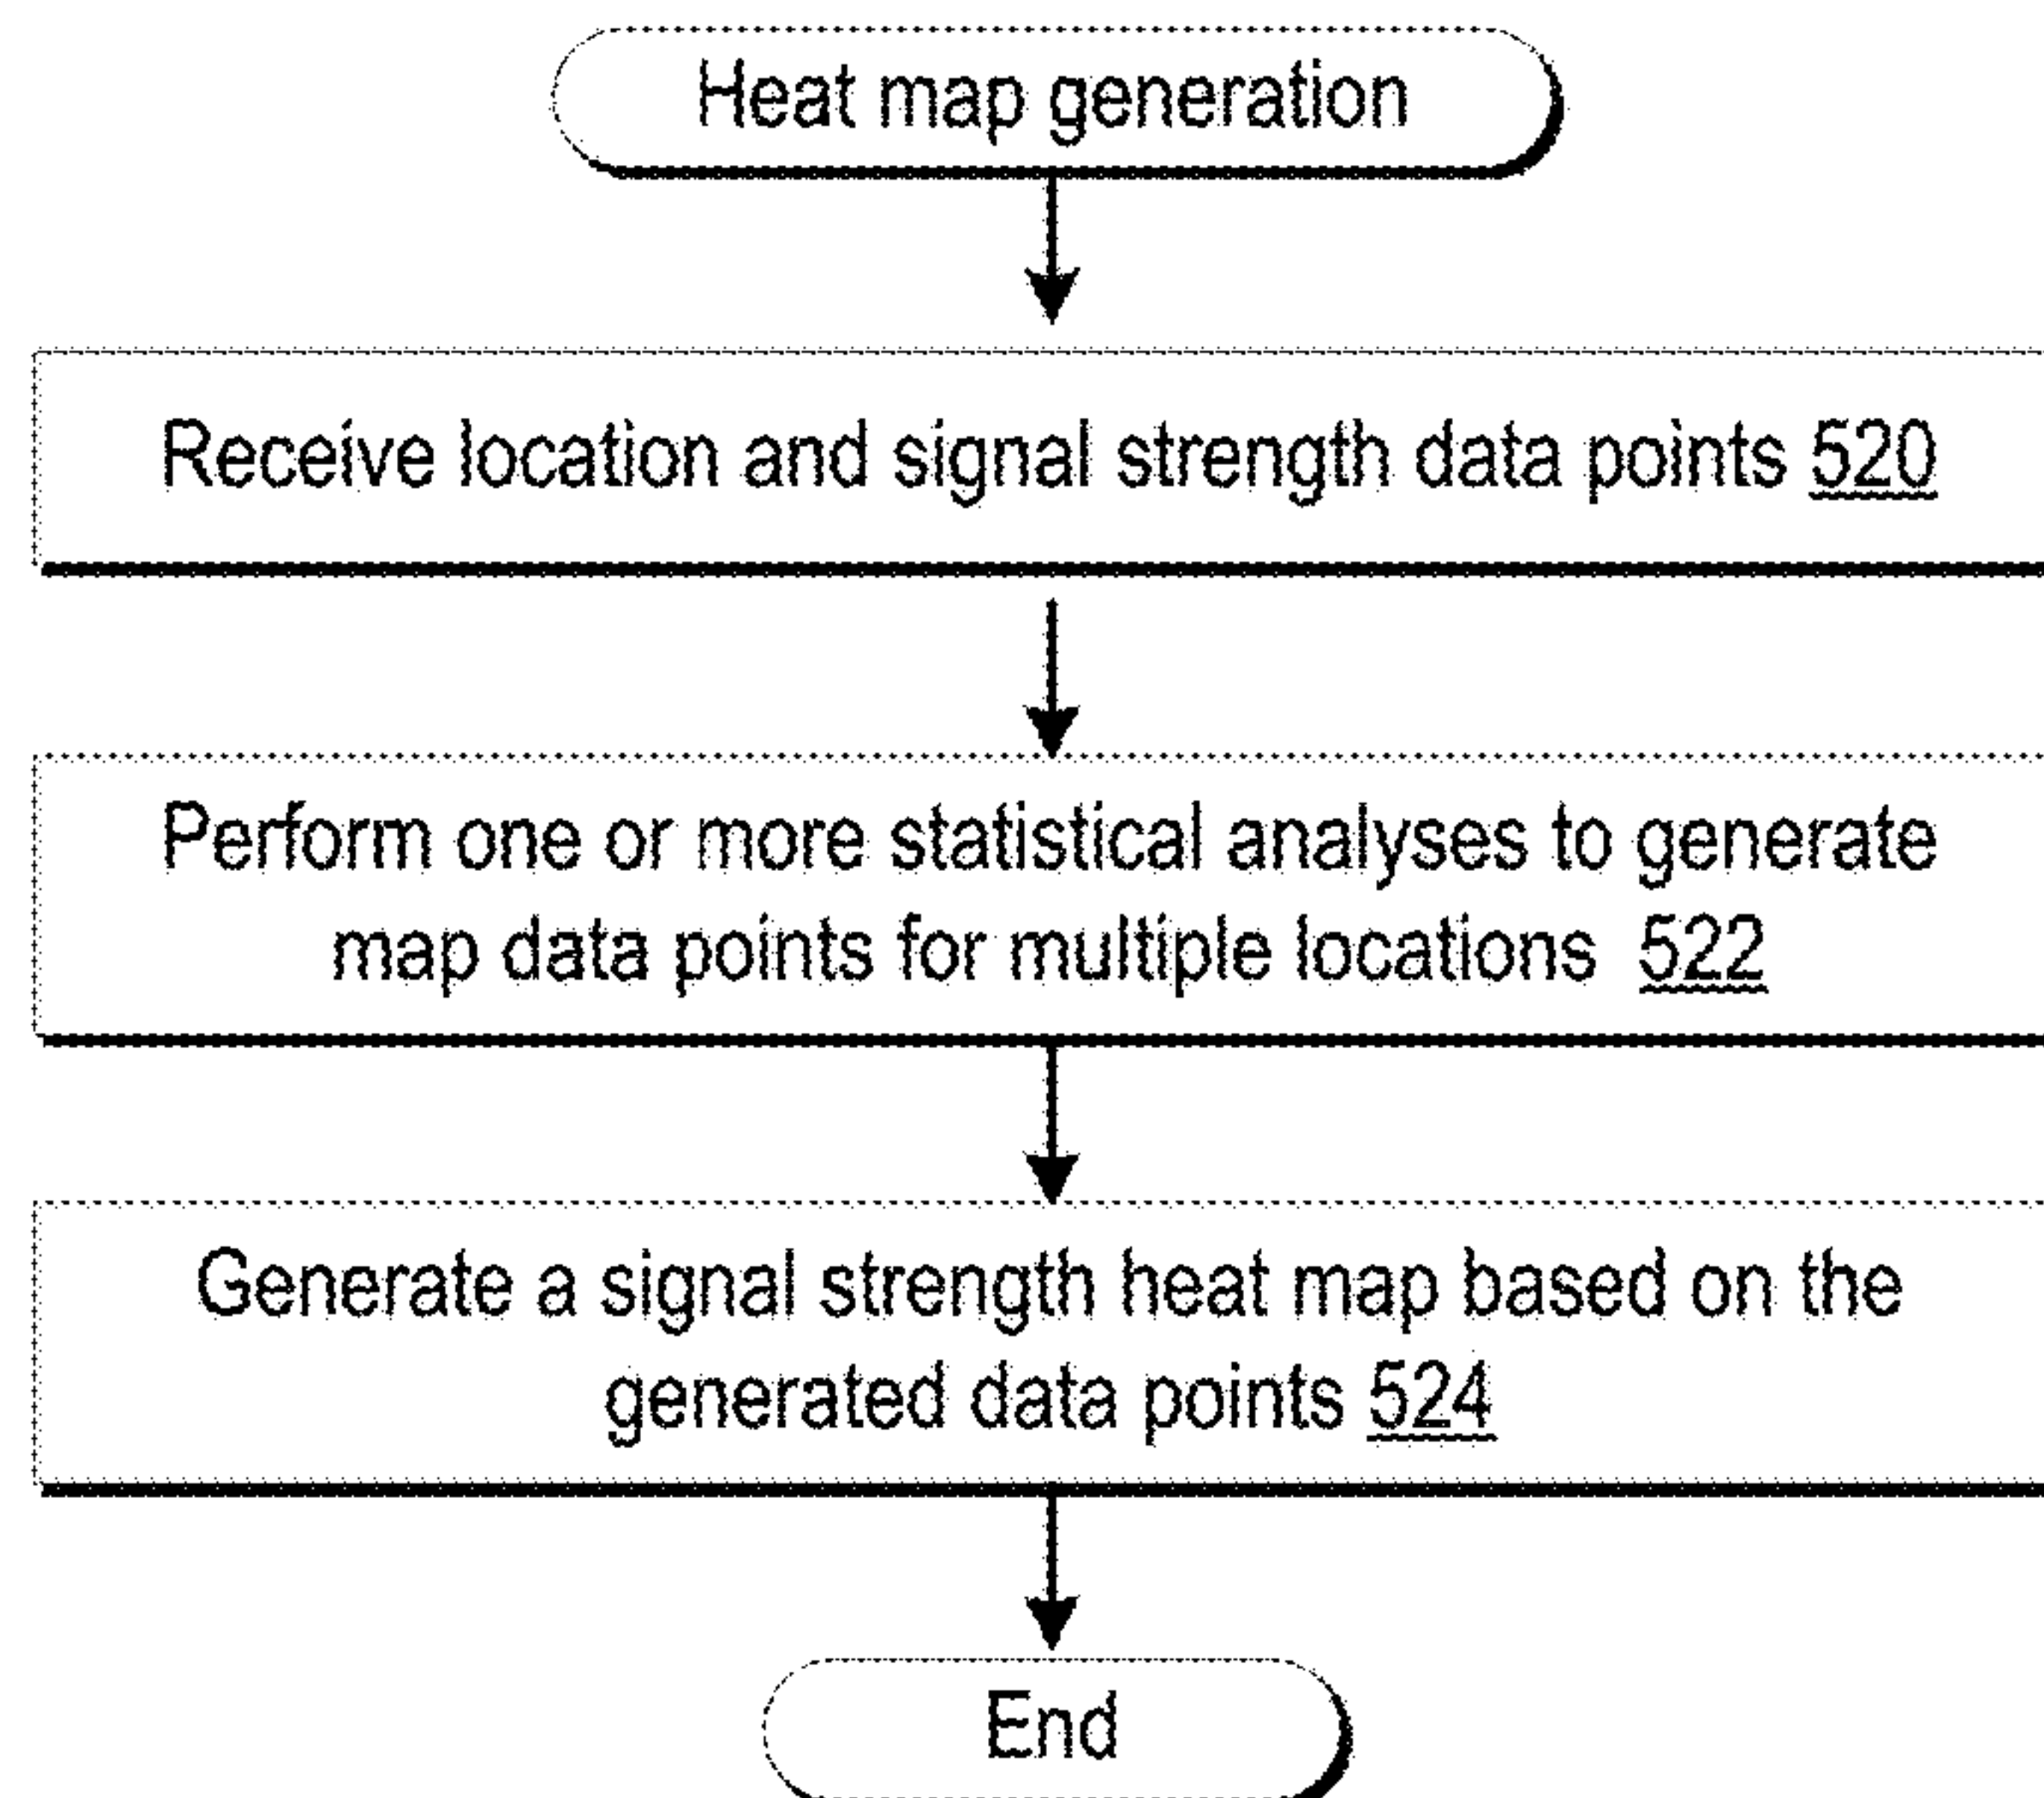 Heat map generation
Receive location and signal strength data points 520
Perform one or more statistical analyses to generate
map data points for multiple locations 522
Generate a signal strength heat map based on the
generated data points 524
End